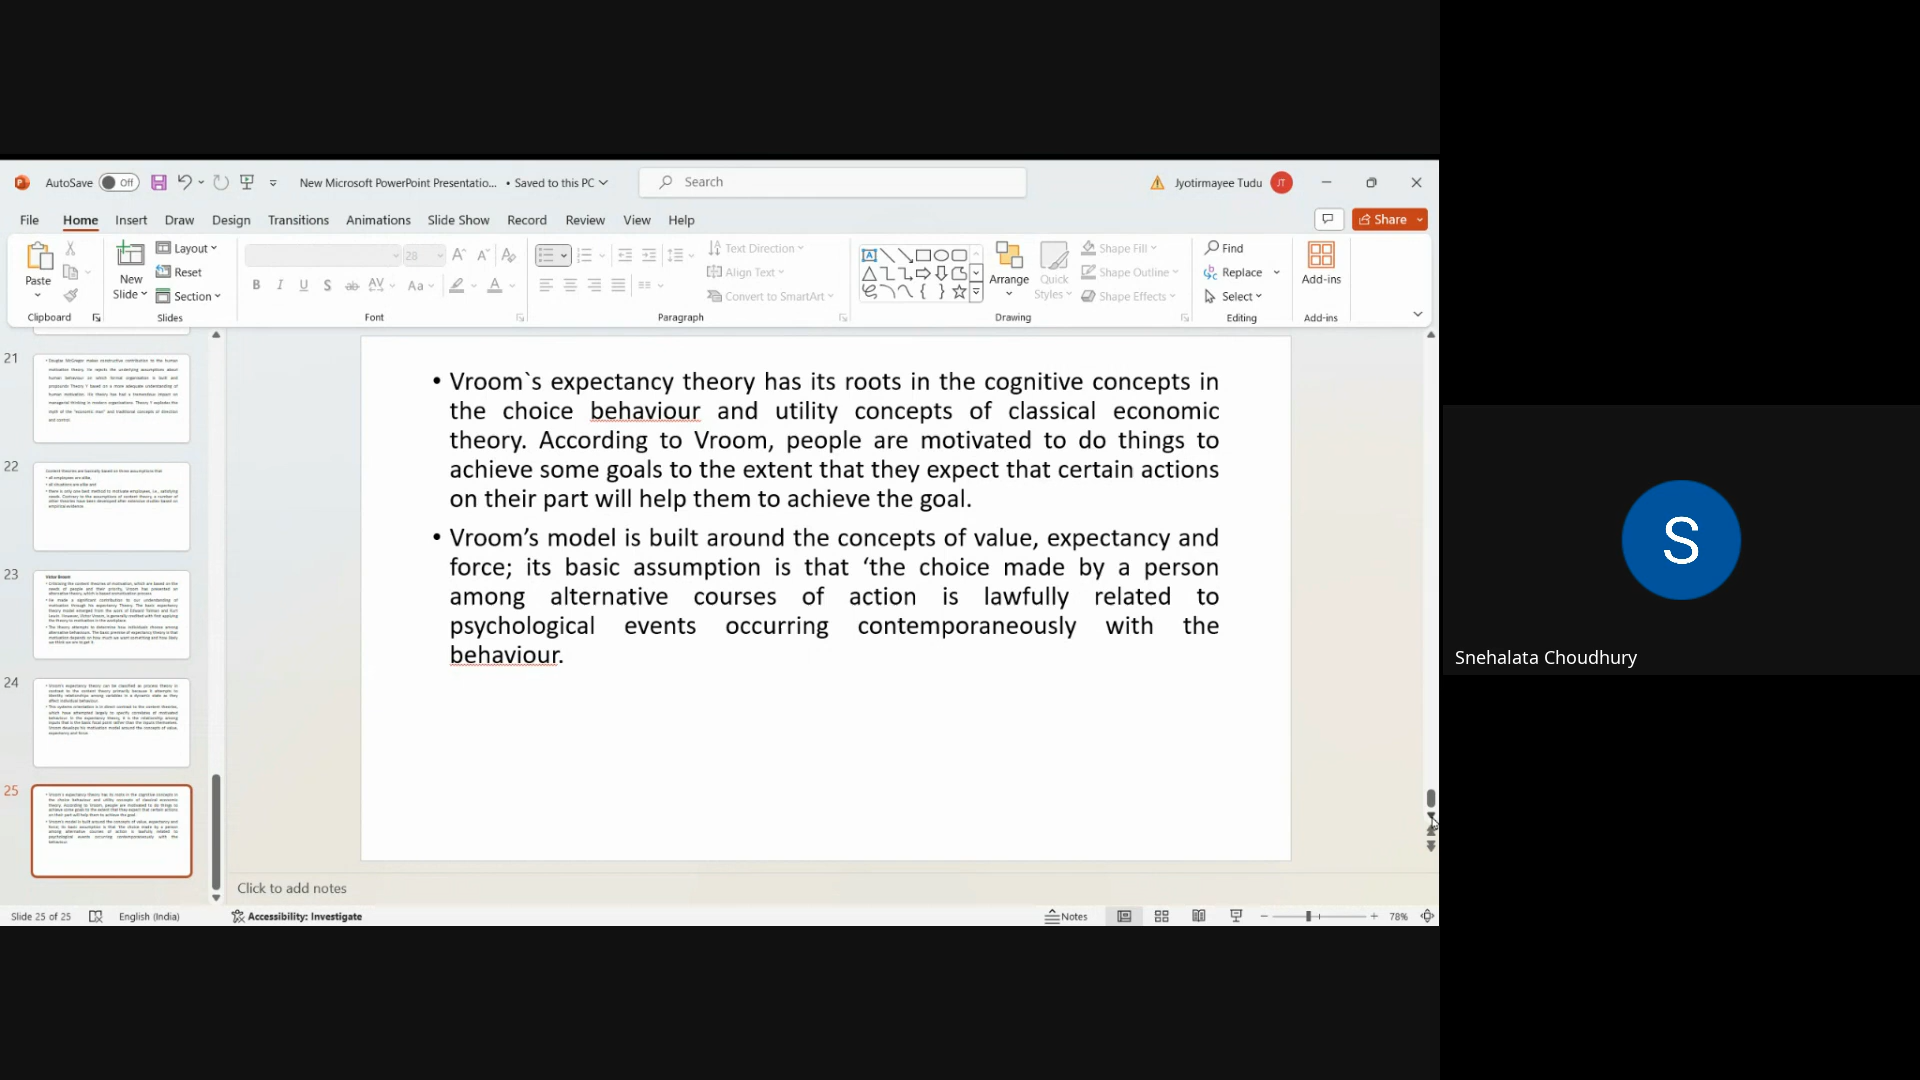 AutoSave Off New Microsoft PowerPoint Presentatio... • Saved to this PC Search Jyotirmayee Tudu JT
File Home Insert Draw Design Transitions Animations Slide Show Record Review View Help Share
Paste New Slide Layout Reset Section 28 Text Direction Align Text Convert to SmartArt Arrange Quick Styles Shape Fill Shape Outline Shape Effects Find Replace Select Add-ins
Clipboard Slides Font Paragraph Drawing Editing Add-ins
21
22
23
24
25
• Vroom`s expectancy theory has its roots in the cognitive concepts in
the choice behaviour and utility concepts of classical economic
theory. According to Vroom, people are motivated to do things to
achieve some goals to the extent that they expect that certain actions
on their part will help them to achieve the goal.
• Vroom’s model is built around the concepts of value, expectancy and
force; its basic assumption is that ‘the choice made by a person
among alternative courses of action is lawfully related to
psychological events occurring contemporaneously with the
behaviour.
Click to add notes
Slide 25 of 25 English (India) Accessibility: Investigate Notes 78%
S
Snehalata Choudhury